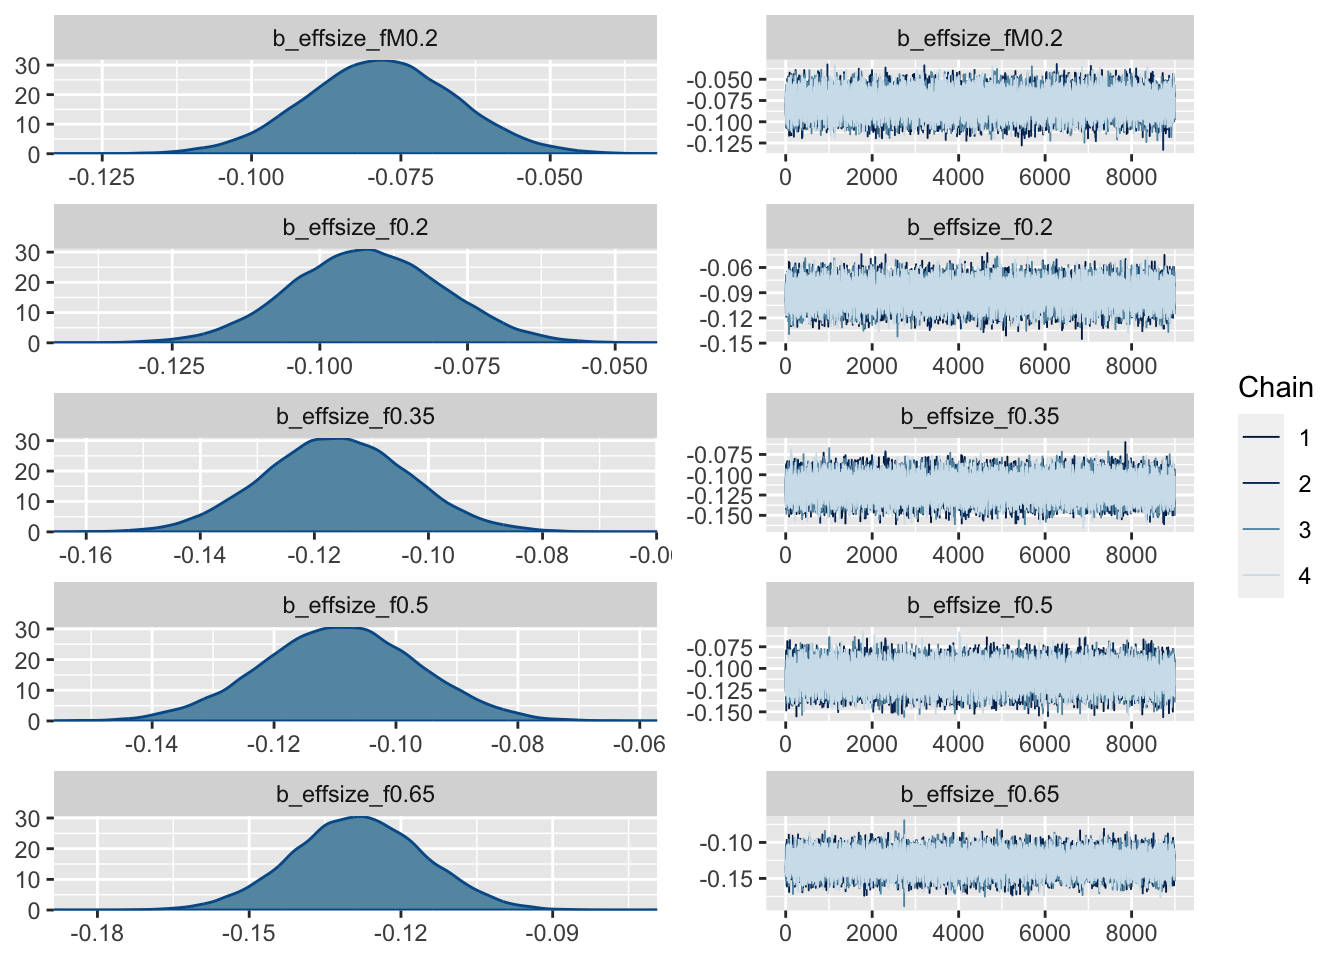 b_effsize_fM0.2
30
20
10
0
-0.125 -0.100 -0.075 -0.050
b_effsize_fM0.2
-0.050
-0.075
-0.100
-0.125
0 2000 4000 6000 8000
b_effsize_f0.2
30
20
10
0
-0.125 -0.100 -0.075 -0.050
b_effsize_f0.2
-0.06
-0.09
-0.12
-0.15
0 2000 4000 6000 8000
b_effsize_f0.35
30
20
10
0
-0.16 -0.14 -0.12 -0.10 -0.08
b_effsize_f0.35
-0.075
-0.100
-0.125
-0.150
0 2000 4000 6000 8000
b_effsize_f0.5
30
20
10
0
-0.14 -0.12 -0.10 -0.08 -0.06
b_effsize_f0.5
-0.075
-0.100
-0.125
-0.150
0 2000 4000 6000 8000
b_effsize_f0.65
30
20
10
0
-0.18 -0.15 -0.12 -0.09
b_effsize_f0.65
-0.10
-0.15
0 2000 4000 6000 8000
Chain
1
2
3
4